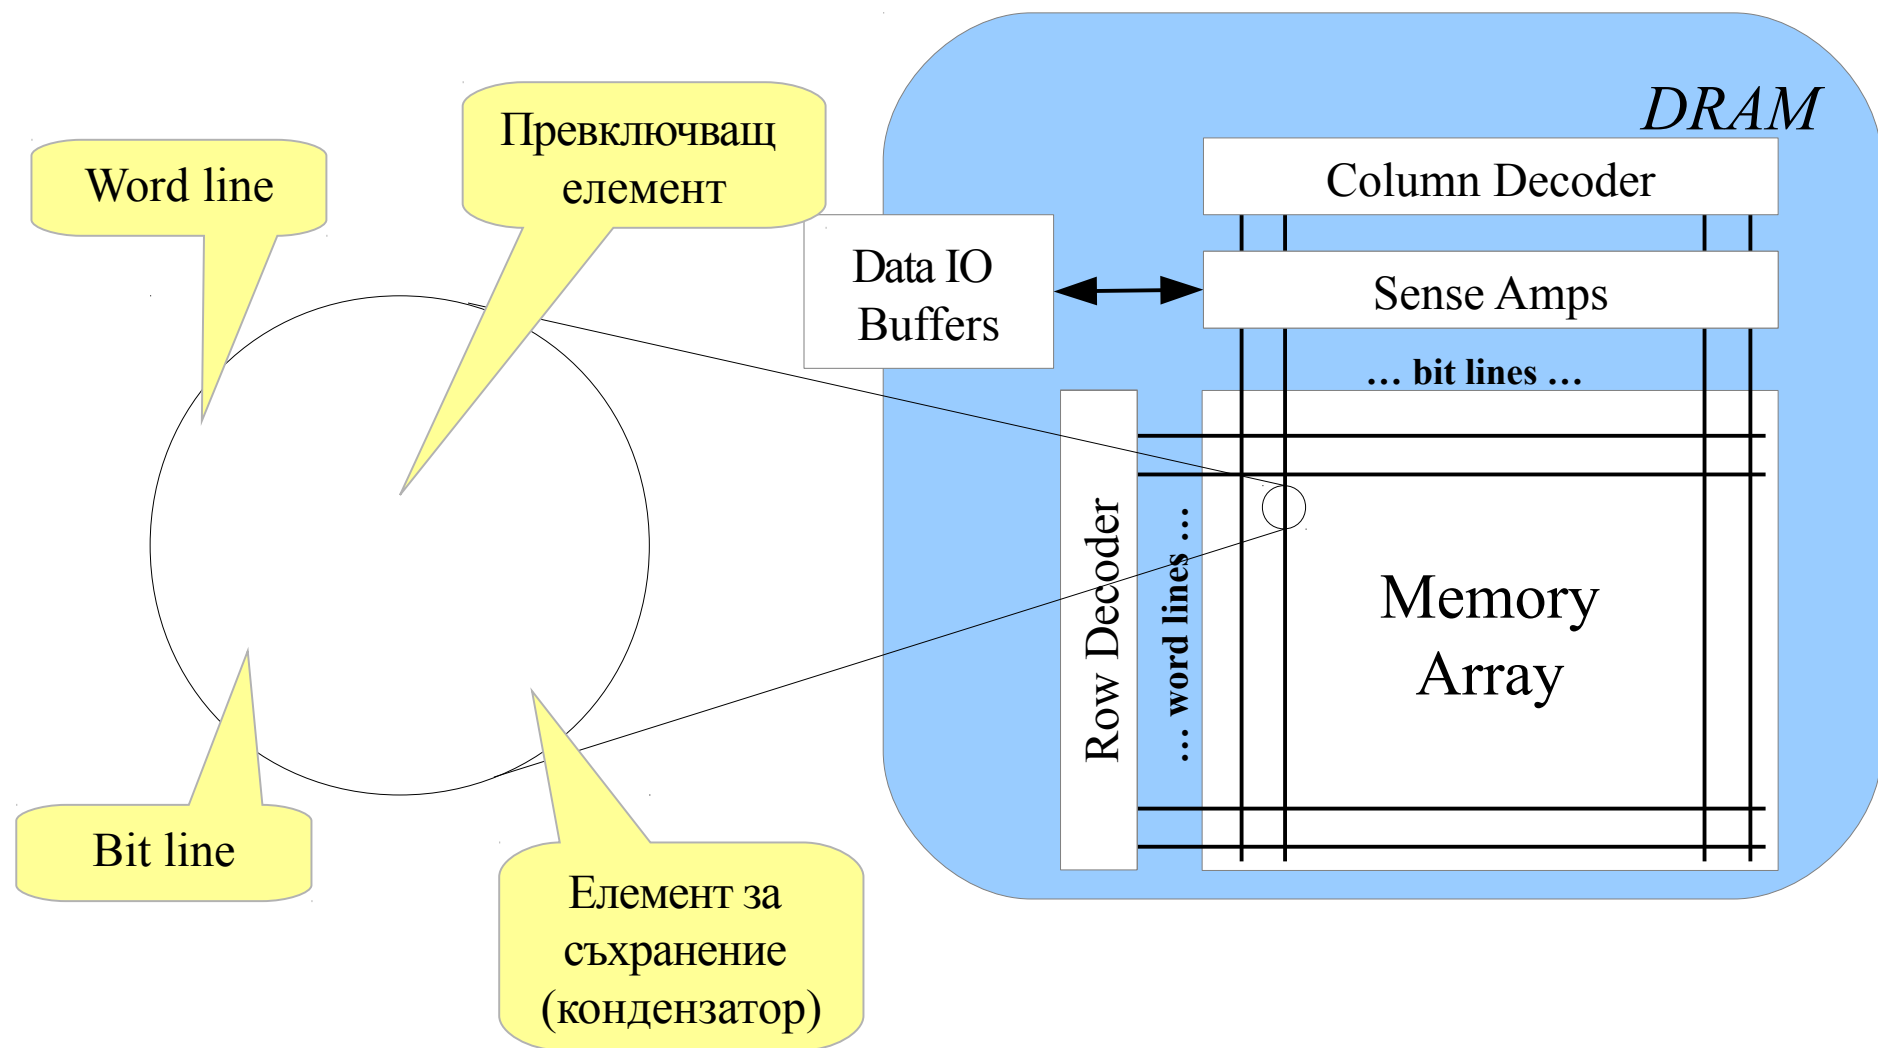 DRAM
Превключващ
елемент
Word line
Column Decoder
Data IO
Buffers
Sense Amps
... bit lines ...
Row Decoder
... word lines ...
Memory
Array
Bit line
Елемент за
съхранение
(кондензатор)